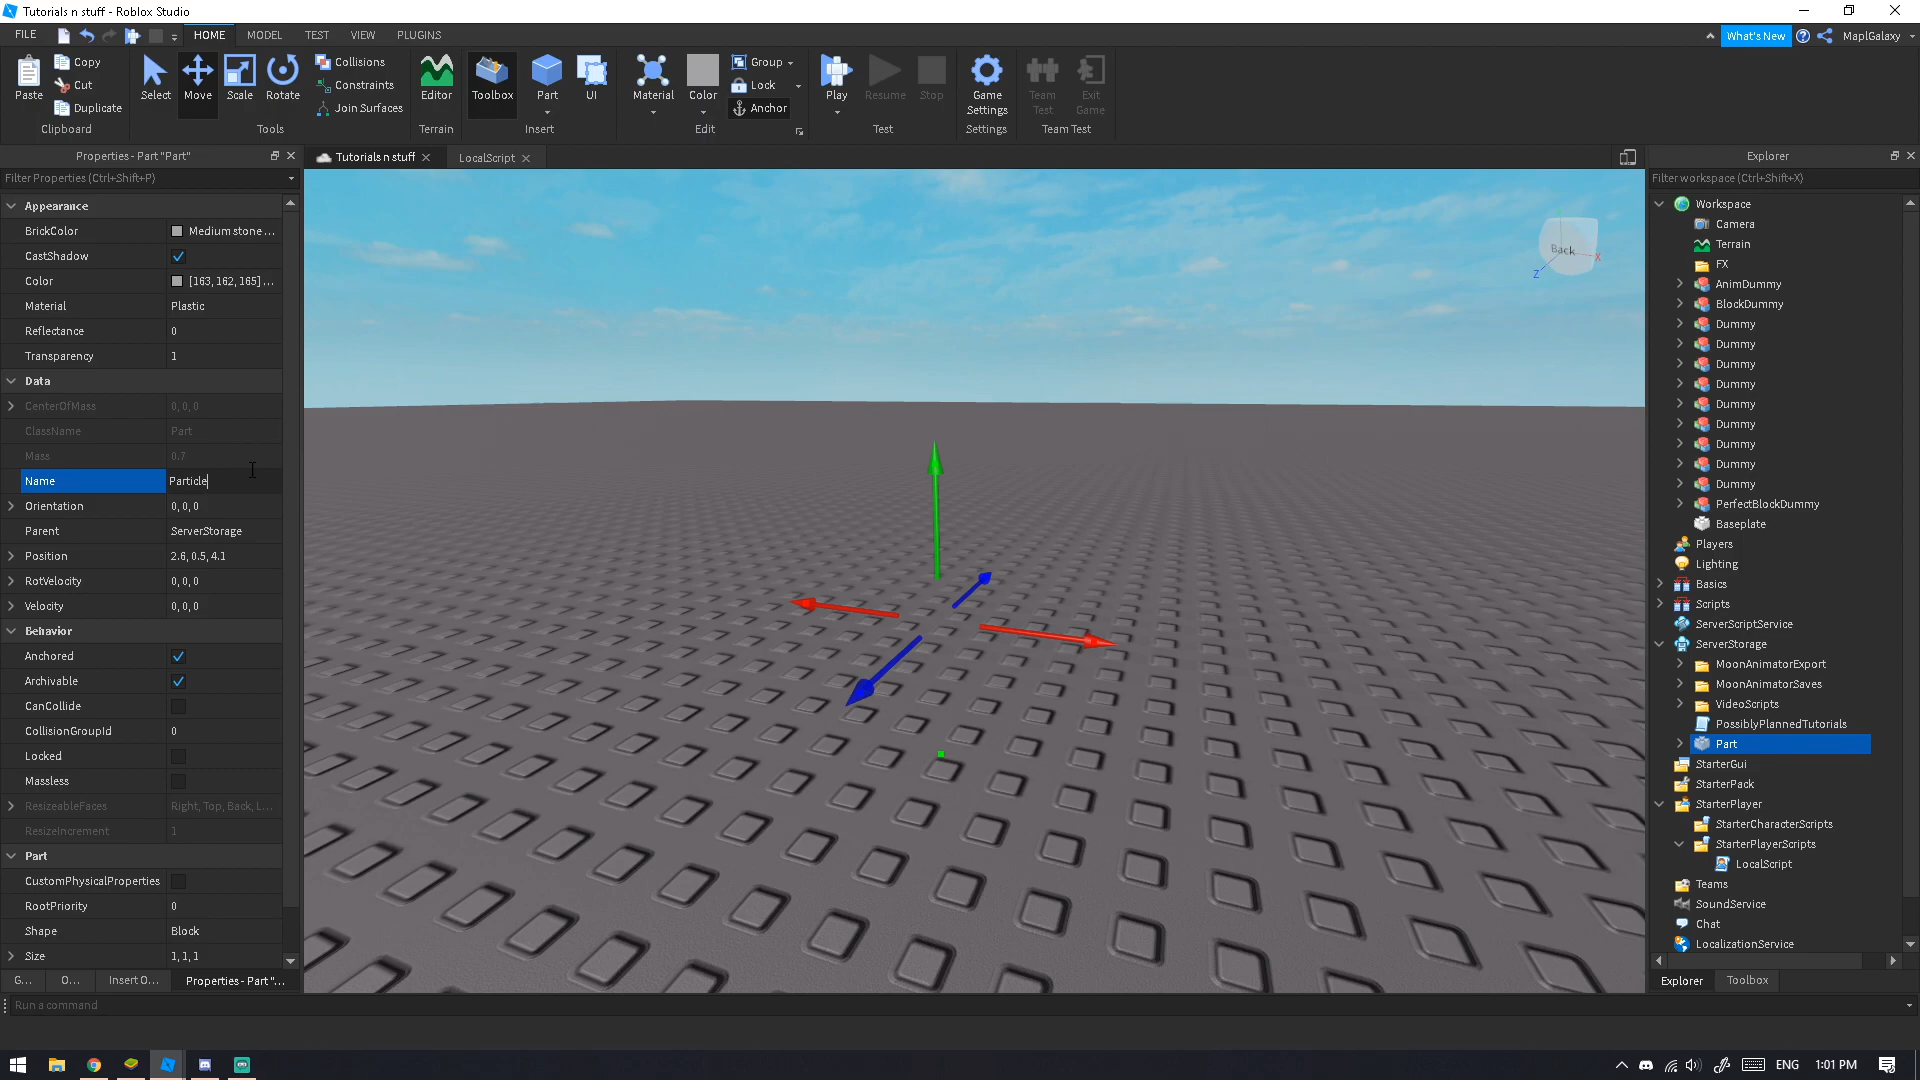 Tutorials n stuff - Roblox Studio
FILE HOME MODEL TEST VIEW PLUGINS What's New MaplGalaxy
Paste Copy Cut Duplicate Clipboard
Select Move Scale Rotate Collisions Constraints Join Surfaces Tools
Editor Terrain
Toolbox Part UI Insert
Material Color Group Lock Anchor Edit
Play Resume Stop Test
Game Settings Settings
Team Test Exit Game Team Test
Properties - Part "Part"
Filter Properties (Ctrl+Shift+P)
Appearance
BrickColor Medium stone ...
CastShadow
Color [163, 162, 165] ...
Material Plastic
Reflectance 0
Transparency 1
Data
CenterOfMass 0, 0, 0
ClassName Part
Mass 0.7
Name Particle
Orientation 0, 0, 0
Parent ServerStorage
Position 2.6, 0.5, 4.1
RotVelocity 0, 0, 0
Velocity 0, 0, 0
Behavior
Anchored
Archivable
CanCollide
CollisionGroupId 0
Locked
Massless
ResizeableFaces Right, Top, Back, L...
ResizeIncrement 1
Part
CustomPhysicalProperties
RootPriority 0
Shape Block
Size 1, 1, 1
G... O... Insert O... Properties - Part "...
Tutorials n stuff LocalScript
Back
X
Z
Explorer
Filter workspace (Ctrl+Shift+X)
Workspace
Camera
Terrain
FX
AnimDummy
BlockDummy
Dummy
Dummy
Dummy
Dummy
Dummy
Dummy
Dummy
Dummy
Dummy
PerfectBlockDummy
Baseplate
Players
Lighting
Basics
Scripts
ServerScriptService
ServerStorage
MoonAnimatorExport
MoonAnimatorSaves
VideoScripts
PossiblyPlannedTutorials
Part
StarterGui
StarterPack
StarterPlayer
StarterCharacterScripts
StarterPlayerScripts
LocalScript
Teams
SoundService
Chat
LocalizationService
Explorer Toolbox
Run a command
ENG 1:01 PM